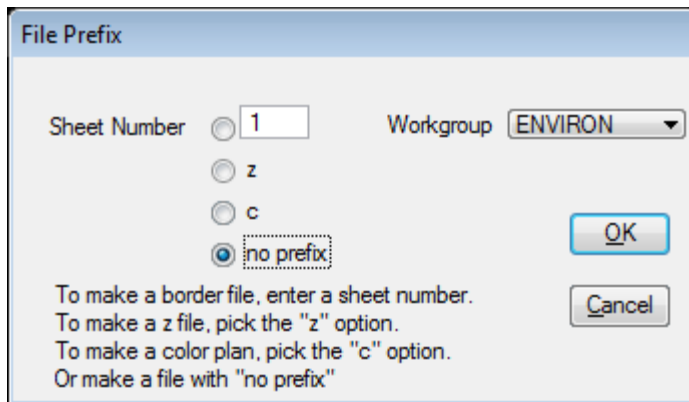 File Prefix
Sheet Number 1 Workgroup ENVIRON
z
c
no prefix
OK
To make a border file, enter a sheet number.
To make a z file, pick the "z" option.
Cancel
To make a color plan, pick the "c" option.
Or make a file with "no prefix"